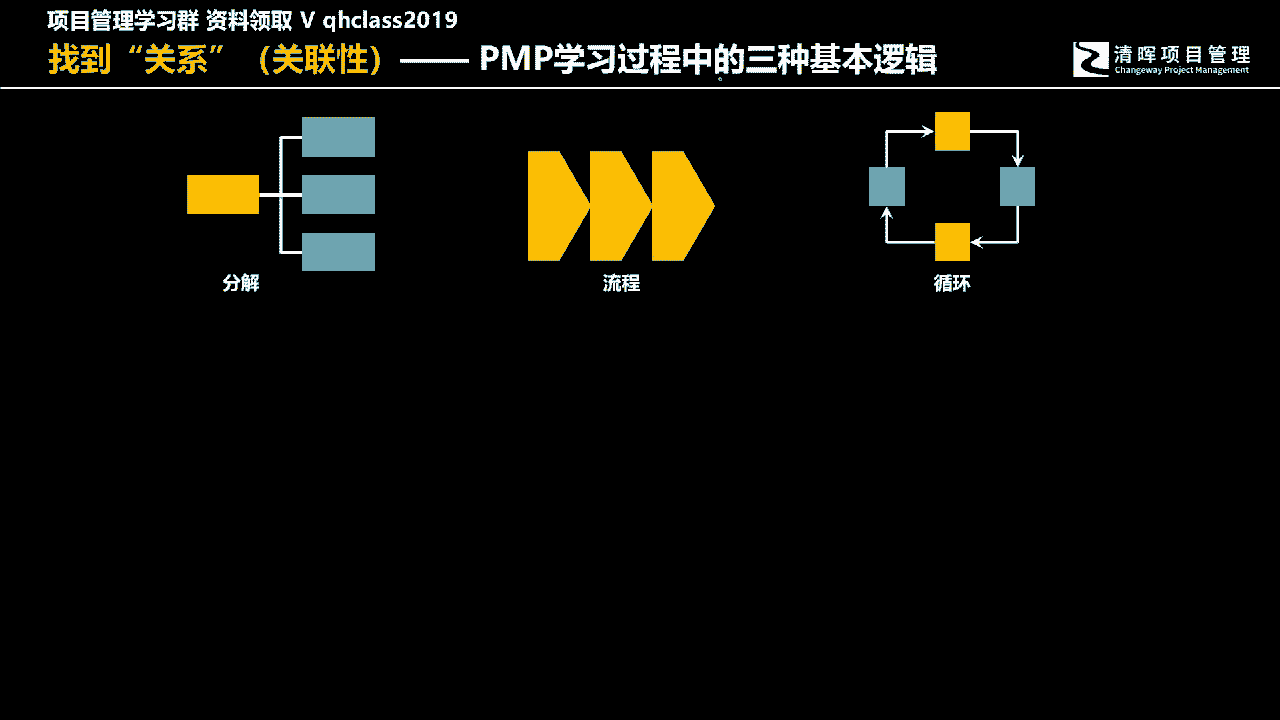 项目管理学习群 资料领取 V qhclass2019
找到“关系”（关联性）—— PMP学习过程中的三种基本逻辑
清晖项目管理
Changeway Project Management
分解
流程
循环